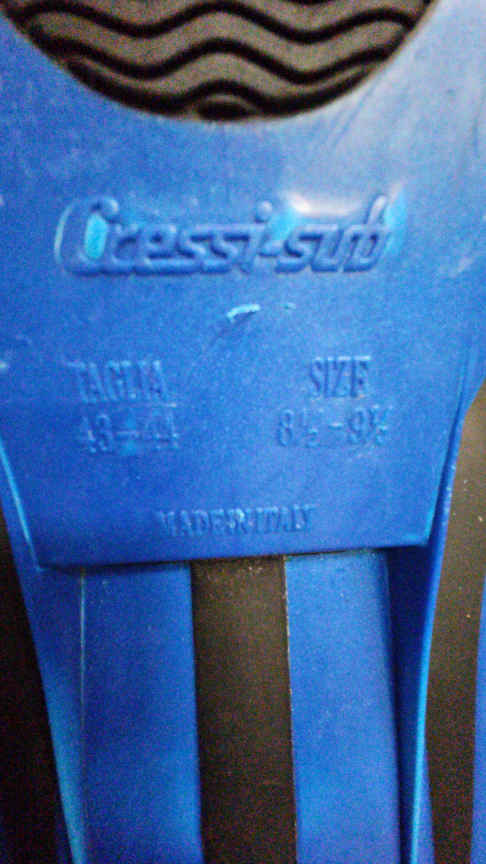 Cressi-sub
TAGLIA SIZE
43-44 8½-9½
MADE IN ITALY